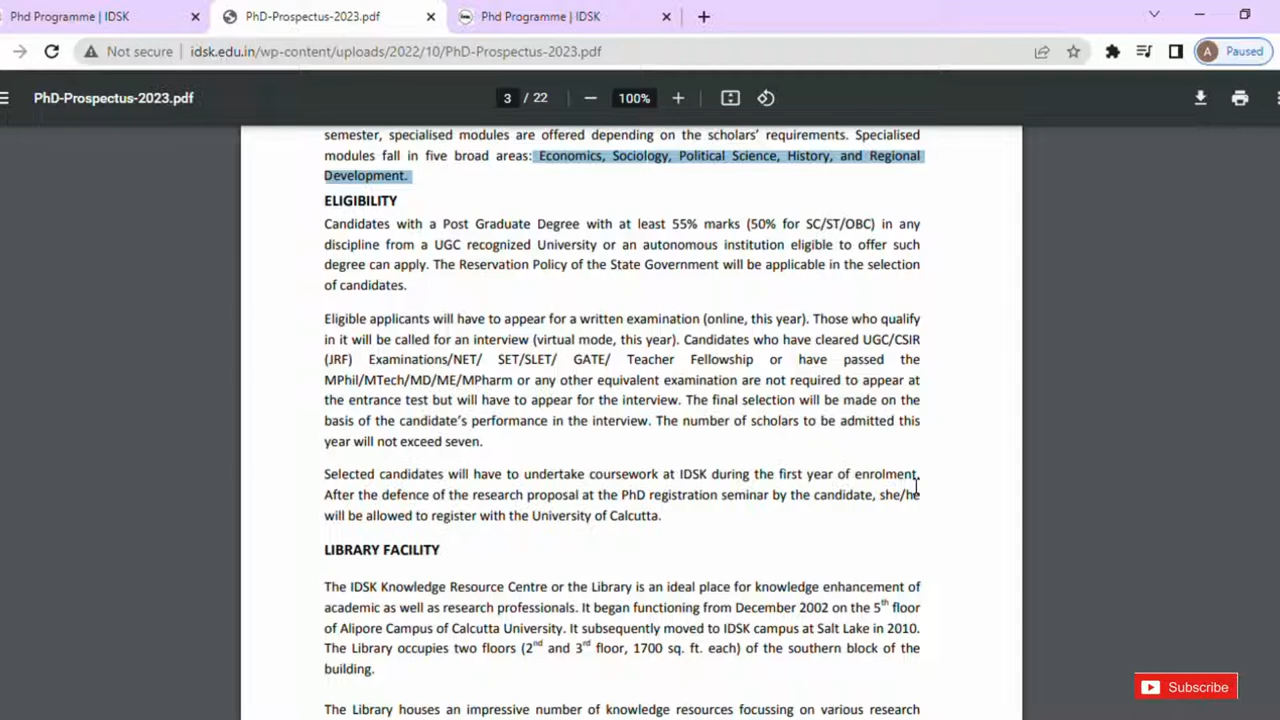 Phd Programme | IDSK
PhD-Prospectus-2023.pdf
Phd Programme | IDSK
Not secure
idsk.edu.in/wp-content/uploads/2022/10/PhD-Prospectus-2023.pdf
A Paused
PhD-Prospectus-2023.pdf
3 / 22
100%
semester, specialised modules are offered depending on the scholars' requirements. Specialised
modules fall in five broad areas: Economics, Sociology, Political Science, History, and Regional
Development.
ELIGIBILITY
Candidates with a Post Graduate Degree with at least 55% marks (50% for SC/ST/OBC) in any
discipline from a UGC recognized University or an autonomous institution eligible to offer such
degree can apply. The Reservation Policy of the State Government will be applicable in the selection
of candidates.
Eligible applicants will have to appear for a written examination (online, this year). Those who qualify
in it will be called for an interview (virtual mode, this year). Candidates who have cleared UGC/CSIR
(JRF) Examinations/NET/ SET/SLET/ GATE/ Teacher Fellowship or have passed the
MPhil/MTech/MD/ME/MPharm or any other equivalent examination are not required to appear at
the entrance test but will have to appear for the interview. The final selection will be made on the
basis of the candidate's performance in the interview. The number of scholars to be admitted this
year will not exceed seven.
Selected candidates will have to undertake coursework at IDSK during the first year of enrolment.
After the defence of the research proposal at the PhD registration seminar by the candidate, she/he
will be allowed to register with the University of Calcutta.
LIBRARY FACILITY
The IDSK Knowledge Resource Centre or the Library is an ideal place for knowledge enhancement of
academic as well as research professionals. It began functioning from December 2002 on the 5th floor
of Alipore Campus of Calcutta University. It subsequently moved to IDSK campus at Salt Lake in 2010.
The Library occupies two floors (2nd and 3rd floor, 1700 sq. ft. each) of the southern block of the
building.
The Library houses an impressive number of knowledge resources focussing on various research
Subscribe